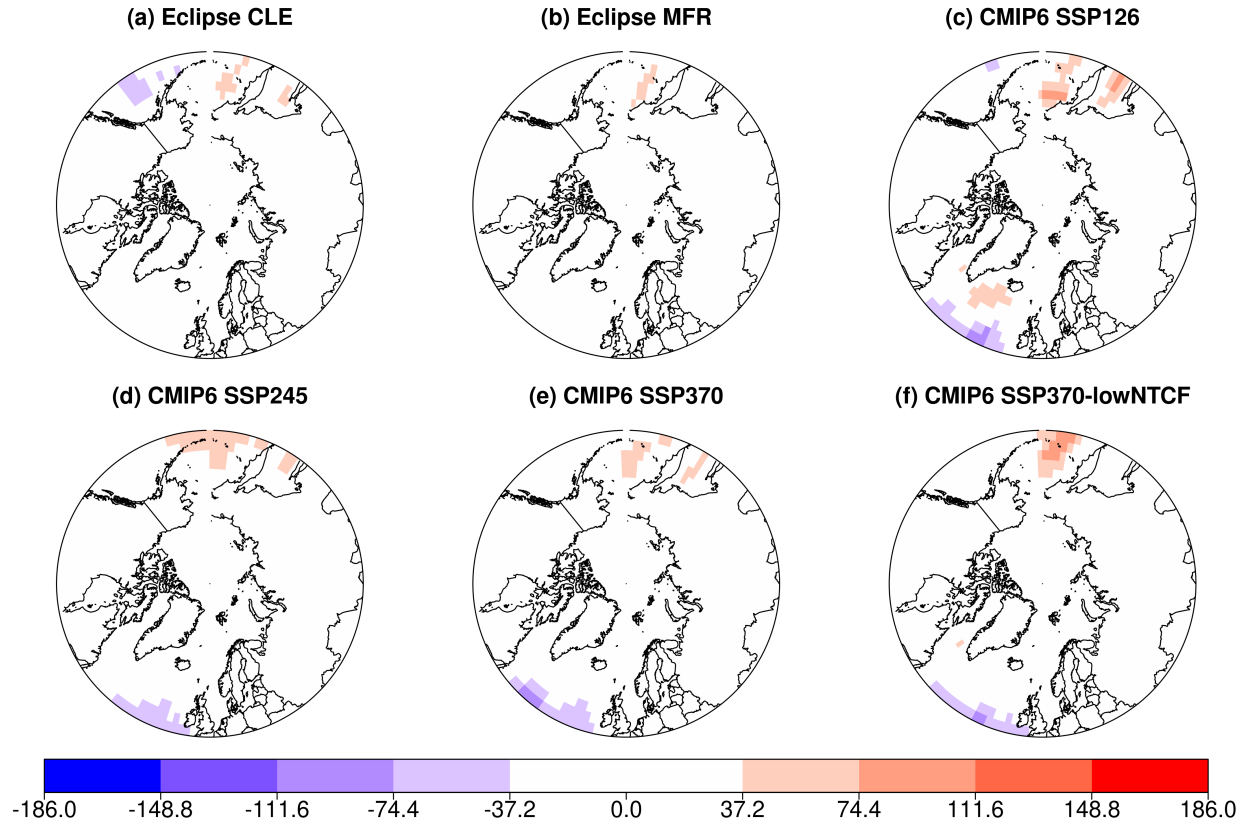 (a) Eclipse CLE
(b) Eclipse MFR
(c) CMIP6 SSP126
(d) CMIP6 SSP245
(e) CMIP6 SSP370
(f) CMIP6 SSP370-lowNTCF
-186.0 -148.8 -111.6 -74.4 -37.2 0.0 37.2 74.4 111.6 148.8 186.0